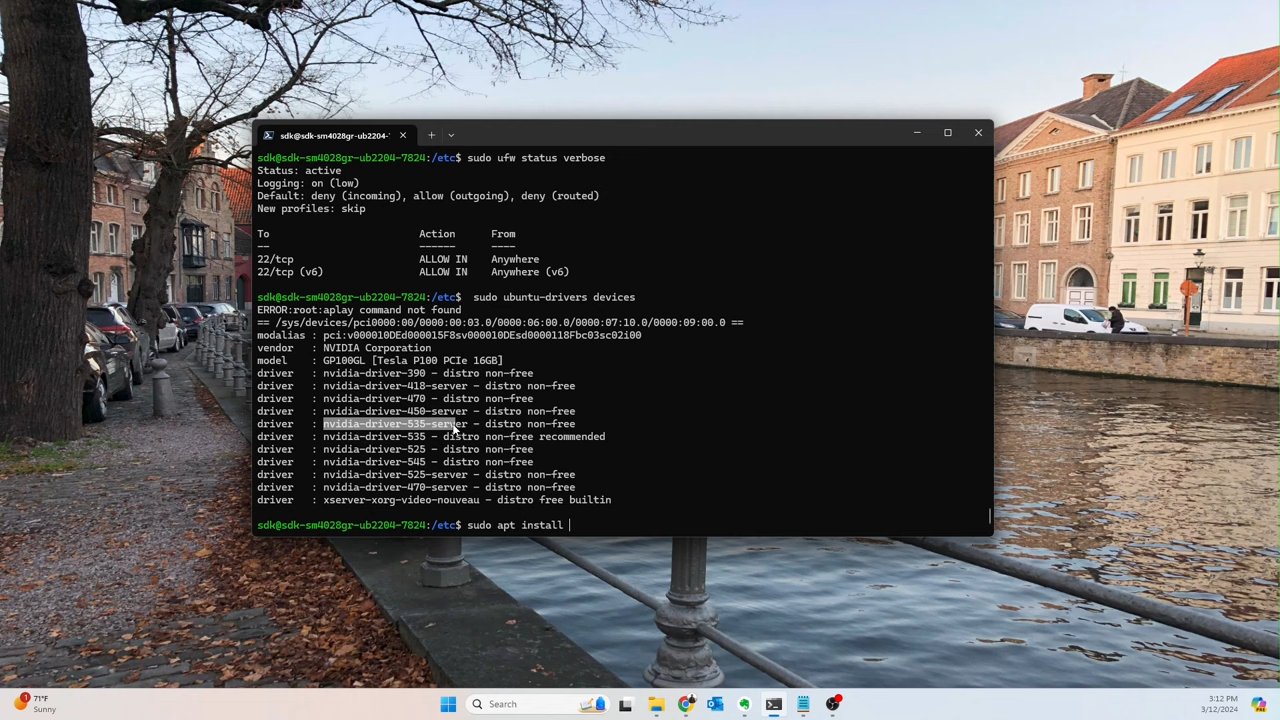 sdk@sdk-sm4028gr-ub2204-7
sdk@sdk-sm4028gr-ub2204-7824:/etc$ sudo ufw status verbose
Status: active
Logging: on (low)
Default: deny (incoming), allow (outgoing), deny (routed)
New profiles: skip
To Action From
-- ------ ----
22/tcp ALLOW IN Anywhere
22/tcp (v6) ALLOW IN Anywhere (v6)
sdk@sdk-sm4028gr-ub2204-7824:/etc$  sudo ubuntu-drivers devices
ERROR:root:aplay command not found
== /sys/devices/pci0000:00/0000:00:03.0/0000:06:00.0/0000:07:10.0/0000:09:00.0 ==
modalias : pci:v000010DEd000015F8sv000010DEsd0000118Fbc03sc02i00
vendor   : NVIDIA Corporation
model    : GP100GL [Tesla P100 PCIe 16GB]
driver   : nvidia-driver-390 - distro non-free
driver   : nvidia-driver-418-server - distro non-free
driver   : nvidia-driver-470 - distro non-free
driver   : nvidia-driver-450-server - distro non-free
driver   : nvidia-driver-535-server - distro non-free
driver   : nvidia-driver-535 - distro non-free recommended
driver   : nvidia-driver-525 - distro non-free
driver   : nvidia-driver-545 - distro non-free
driver   : nvidia-driver-525-server - distro non-free
driver   : nvidia-driver-470-server - distro non-free
driver   : xserver-xorg-video-nouveau - distro free builtin
sdk@sdk-sm4028gr-ub2204-7824:/etc$ sudo apt install
1
71°F
Sunny
Search
3:12 PM
3/12/2024